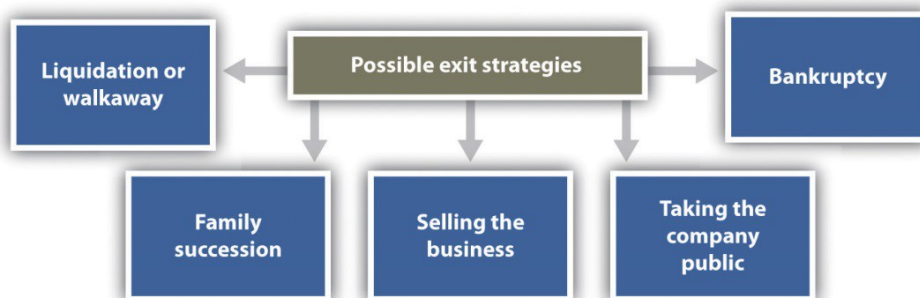 Possible exit strategies
Liquidation or
walkaway
Bankruptcy
Family
succession
Selling the
business
Taking the
company
public